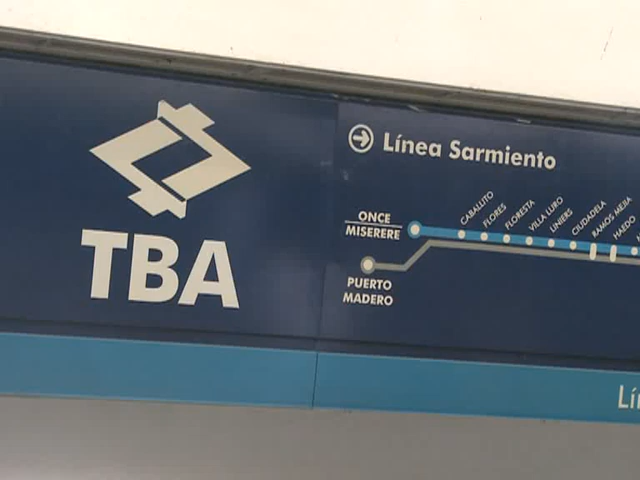 TBA
Línea Sarmiento
ONCE
MISERERE
CABALLITO
FLORES
FLORESTA
VILLA LURO
LINIERS
CIUDADELA
RAMOS MEJIA
HAEDO
PUERTO
MADERO
Lí